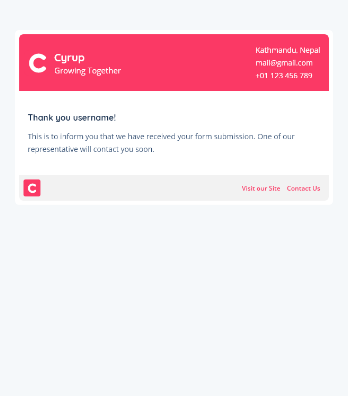 Cyrup
Growing Together
Kathmandu, Nepal
mail@gmail.com
+01 123 456 789
Thank you username!
This is to inform you that we have received your form submission. One of our
representative will contact you soon.
Visit our Site Contact Us